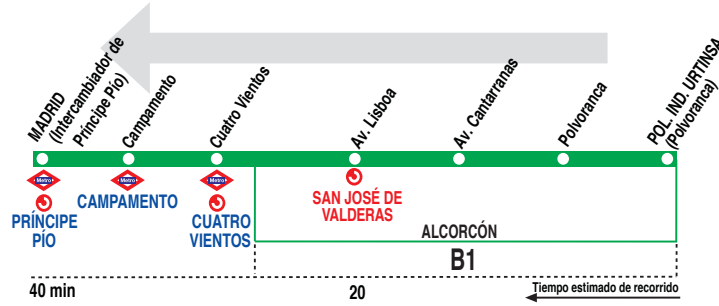 MADRID
(Intercambiador de
Príncipe Pío)
Campamento
Cuatro Vientos
Av. Lisboa
Av. Cantarranas
Polvoranca
POL. IND. URTINSA
(Polvoranca)
Metro
Metro
Metro
PRÍNCIPE
PÍO
CAMPAMENTO
CUATRO
VIENTOS
SAN JOSÉ DE
VALDERAS
ALCORCÓN
B1
40 min
20
Tiempo estimado de recorrido